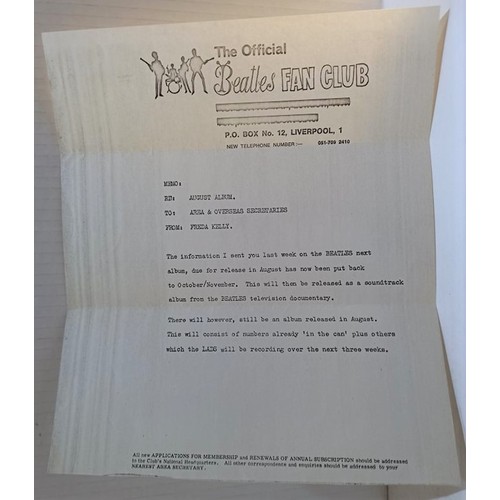 The Official
Beatles FAN CLUB
P.O. BOX No. 12, LIVERPOOL, 1
NEW TELEPHONE NUMBER :— 051-709 2410
MEMO:
RE: AUGUST ALBUM.
TO: AREA & OVERSEAS SECRETARIES
FROM: FREDA KELLY.
The information I sent you last week on the BEATLES next
album, due for release in August has now been put back
to October/November. This will then be released as a soundtrack
album from the BEATLES television documentary.
There will however, still be an album released in August.
This will consist of numbers already 'in the can' plus others
which the LADS will be recording over the next three weeks.
All new APPLICATIONS FOR MEMBERSHIP and RENEWALS OF ANNUAL SUBSCRIPTION should be addressed
to the Club's National Headquarters. All other correspondence and enquiries should be addressed to your
NEAREST AREA SECRETARY.